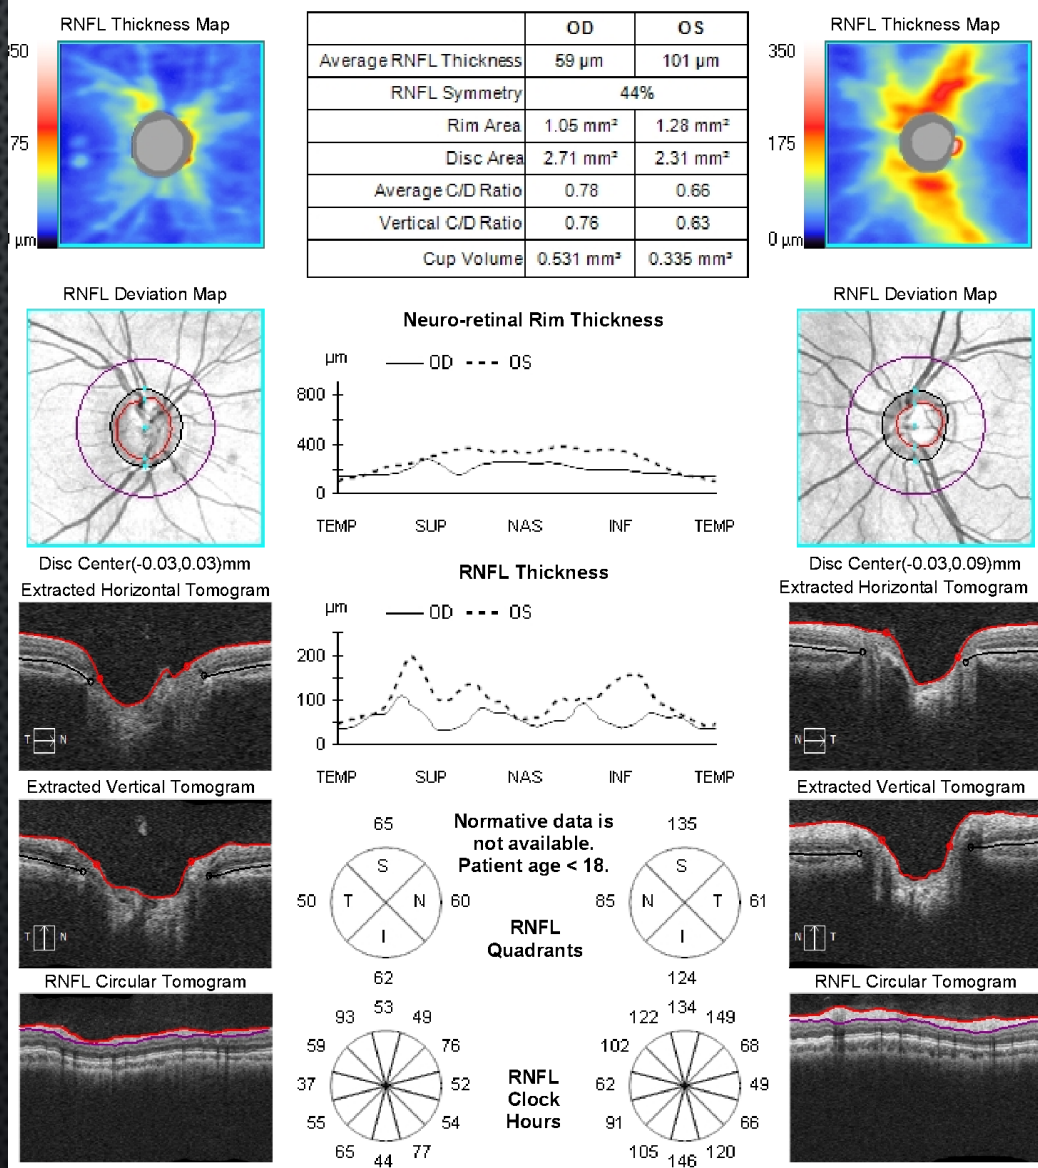 RNFL Thickness Map
350
175
0 µm
OD OS
Average RNFL Thickness 59 µm 101 µm
RNFL Symmetry 44%
Rim Area 1.05 mm² 1.28 mm²
Disc Area 2.71 mm² 2.31 mm²
Average C/D Ratio 0.78 0.66
Vertical C/D Ratio 0.76 0.63
Cup Volume 0.531 mm³ 0.335 mm³
RNFL Thickness Map
350
175
0 µm
RNFL Deviation Map
Disc Center(-0.03,0.03)mm
Extracted Horizontal Tomogram
T N
Extracted Vertical Tomogram
T N
RNFL Circular Tomogram
Neuro-retinal Rim Thickness
µm OD OS
800
400
0
TEMP SUP NAS INF TEMP
RNFL Thickness
µm OD OS
200
100
0
TEMP SUP NAS INF TEMP
Normative data is
not available.
Patient age < 18.
RNFL
Quadrants
65
S
50 T N 60
I
62
135
S
85 N T 61
I
124
RNFL
Clock
Hours
53
93 49
59 76
37 52
55 54
65 77
44
134
122 149
102 68
62 49
91 66
105 120
146
RNFL Deviation Map
Disc Center(-0.03,0.09)mm
Extracted Horizontal Tomogram
N T
Extracted Vertical Tomogram
N T
RNFL Circular Tomogram